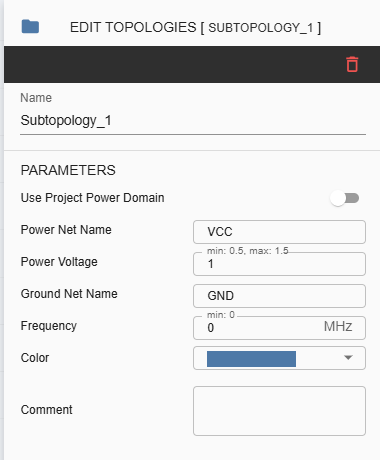 EDIT TOPOLOGIES [ SUBTOPOLOGY_1 ]
Name
Subtopology_1
PARAMETERS
Use Project Power Domain
Power Net Name VCC
min: 0.5, max: 1.5
Power Voltage 1
Ground Net Name GND
min: 0
Frequency 0 MHz
Color
Comment